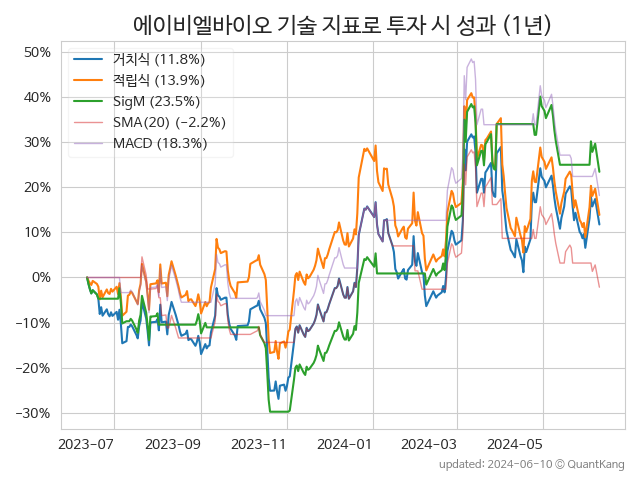 에이비엘바이오 기술 지표로 투자 시 성과 (1년)
50%
40%
30%
20%
10%
0%
−10%
−20%
−30%
거치식 (11.8%)
적립식 (13.9%)
SigM (23.5%)
SMA(20) (−2.2%)
MACD (18.3%)
2023-07
2023-09
2023-11
2024-01
2024-03
2024-05
updated: 2024-06-10 © QuantKang